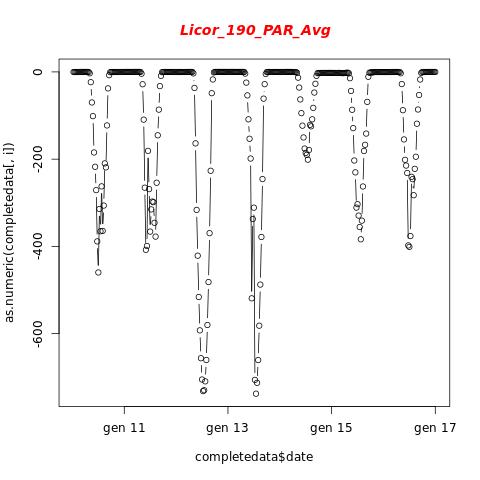 Licor_190_PAR_Avg
as.numeric(completedata[, i])
0
-200
-400
-600
gen 11
gen 13
gen 15
gen 17
completedata$date